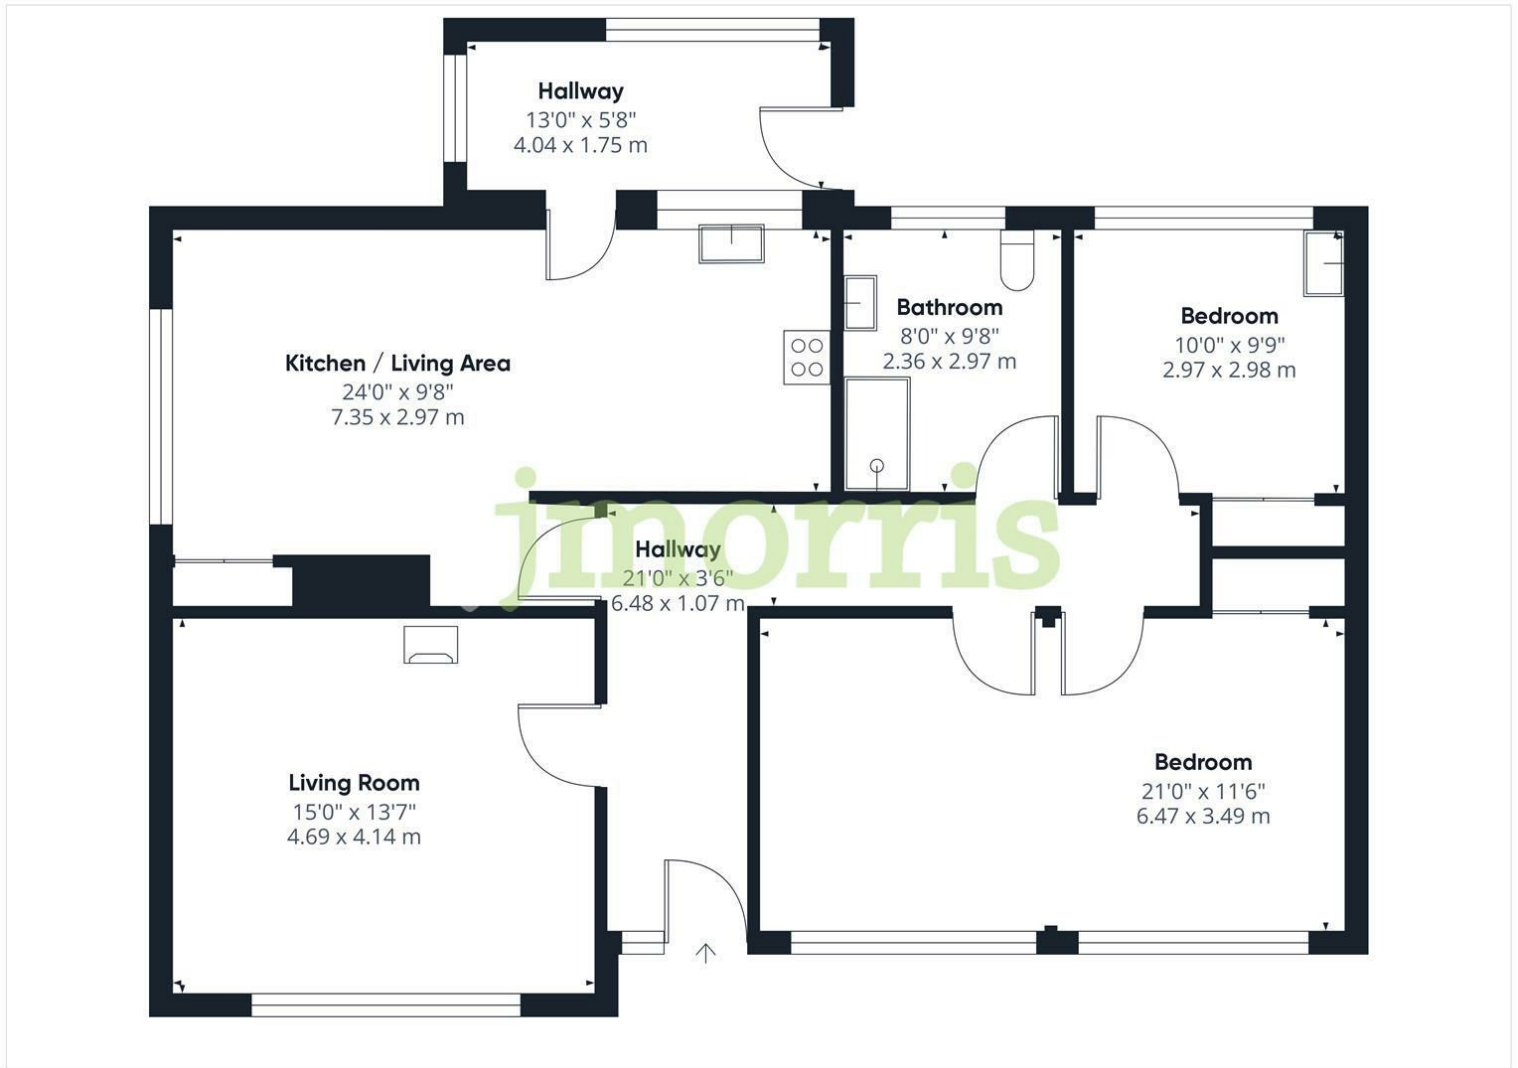 Hallway
13'0" x 5'8"
4.04 x 1.75 m
Kitchen / Living Area
24'0" x 9'8"
7.35 x 2.97 m
Bathroom
8'0" x 9'8"
2.36 x 2.97 m
Bedroom
10'0" x 9'9"
2.97 x 2.98 m
jmorris
Hallway
21'0" x 3'6"
6.48 x 1.07 m
Living Room
15'0" x 13'7"
4.69 x 4.14 m
Bedroom
21'0" x 11'6"
6.47 x 3.49 m